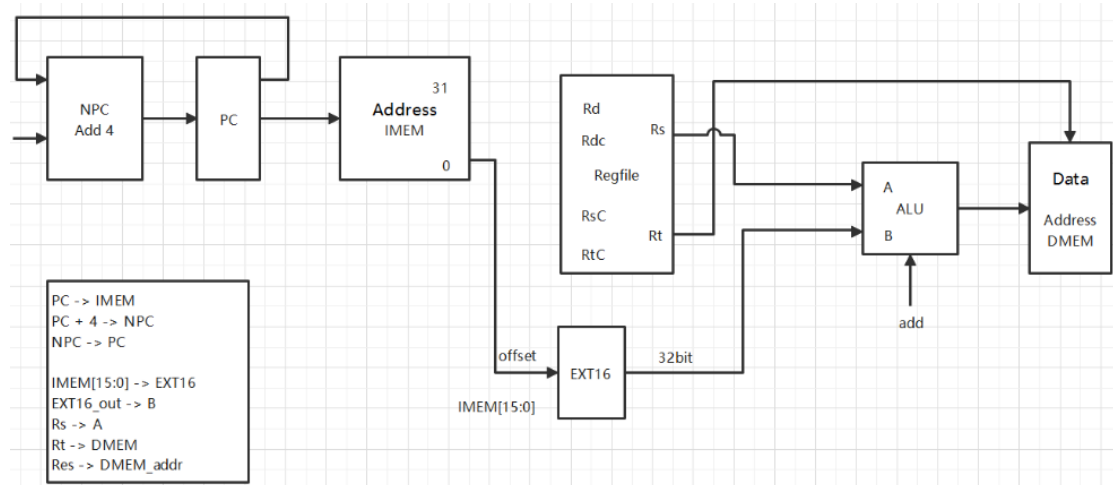 NPC
Add 4
PC
31
Address
IMEM
0
Rd
Rdc
Rs
Regfile
RsC
Rt
RtC
A
ALU
B
add
Data
Address
DMEM
offset
EXT16
32bit
IMEM[15:0]
PC -> IMEM
PC + 4 -> NPC
NPC -> PC
IMEM[15:0] -> EXT16
EXT16_out -> B
Rs -> A
Rt -> DMEM
Res -> DMEM_addr